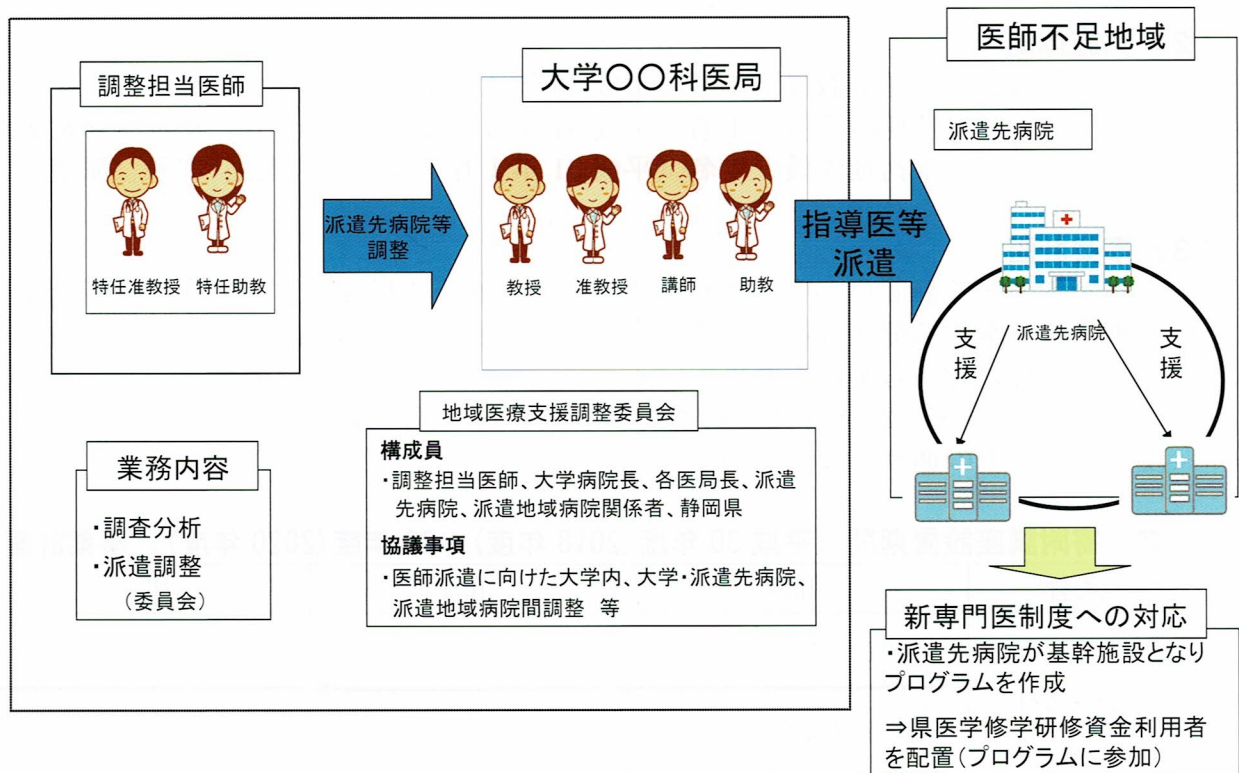 調整担当医師
特任准教授
特任助教
派遣先病院等
調整
大学〇〇科医局
教授
准教授
講師
助教
指導医等
派遣
医師不足地域
派遣先病院
派遣先病院
支援
支援
業務内容
・調査分析
・派遣調整
(委員会)
地域医療支援調整委員会
構成員
・調整担当医師、大学病院長、各医局長、派遣
先病院、派遣地域病院関係者、静岡県
協議事項
・医師派遣に向けた大学内、大学・派遣先病院、
派遣地域病院間調整 等
新専門医制度への対応
・派遣先病院が基幹施設となり
プログラムを作成
⇒県医学修学研修資金利用者
を配置(プログラムに参加)